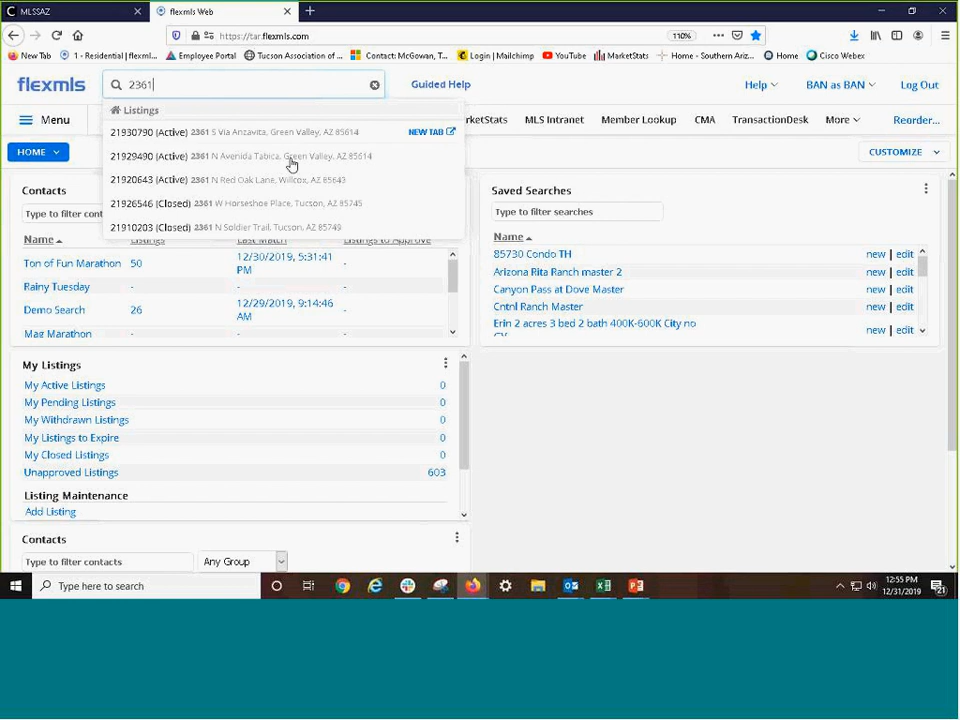 MLSSAZ
flexmls Web
https://tar.flexmls.com
110%
New Tab
1 - Residential | flexml...
Employee Portal
Tucson Association of ...
Contact: McGowan, T...
Login | Mailchimp
YouTube
MarketStats
Home - Southern Ariz...
Home
Cisco Webex
flexmls
2361
Guided Help
Help
BAN as BAN
Log Out
Menu
rketStats
MLS Intranet
Member Lookup
CMA
TransactionDesk
More
Reorder...
Listings
21930790 (Active) 2361 S Via Anzavita, Green Valley, AZ 85614 NEW TAB
21929490 (Active) 2361 N Avenida Tabica, Green Valley, AZ 85614
21920643 (Active) 2361 N Red Oak Lane, Willcox, AZ 85643
21926546 (Closed) 2361 W Horseshoe Place, Tucson, AZ 85745
21910203 (Closed) 2361 N Soldier Trail, Tucson, AZ 85749
HOME
CUSTOMIZE
Contacts
Type to filter cont
Name Listings Last Match Listings to Approve
Ton of Fun Marathon 50 12/30/2019, 5:31:41 PM -
Rainy Tuesday - - -
Demo Search 26 12/29/2019, 9:14:46 AM -
Mag Marathon - - -
Saved Searches
Type to filter searches
Name
85730 Condo TH new | edit
Arizona Rita Ranch master 2 new | edit
Canyon Pass at Dove Master new | edit
Cntnl Ranch Master new | edit
Erin 2 acres 3 bed 2 bath 400K-600K City no
new | edit
My Listings
My Active Listings 0
My Pending Listings 0
My Withdrawn Listings 0
My Listings to Expire 0
My Closed Listings 0
Unapproved Listings 603
Listing Maintenance
Add Listing
Contacts
Type to filter contacts
Any Group
Type here to search
12:55 PM
12/31/2019
21